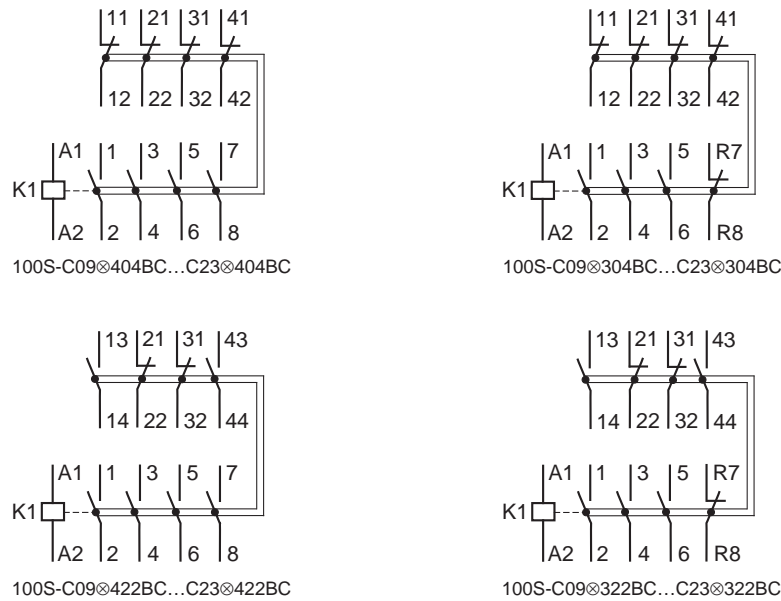 11 21 31 41
12 22 32 42
A1 1 3 5 7
K1
A2 2 4 6 8
100S-C09⊗404BC…C23⊗404BC
11 21 31 41
12 22 32 42
A1 1 3 5 R7
K1
A2 2 4 6 R8
100S-C09⊗304BC…C23⊗304BC
13 21 31 43
14 22 32 44
A1 1 3 5 7
K1
A2 2 4 6 8
100S-C09⊗422BC…C23⊗422BC
13 21 31 43
14 22 32 44
A1 1 3 5 R7
K1
A2 2 4 6 R8
100S-C09⊗322BC…C23⊗322BC